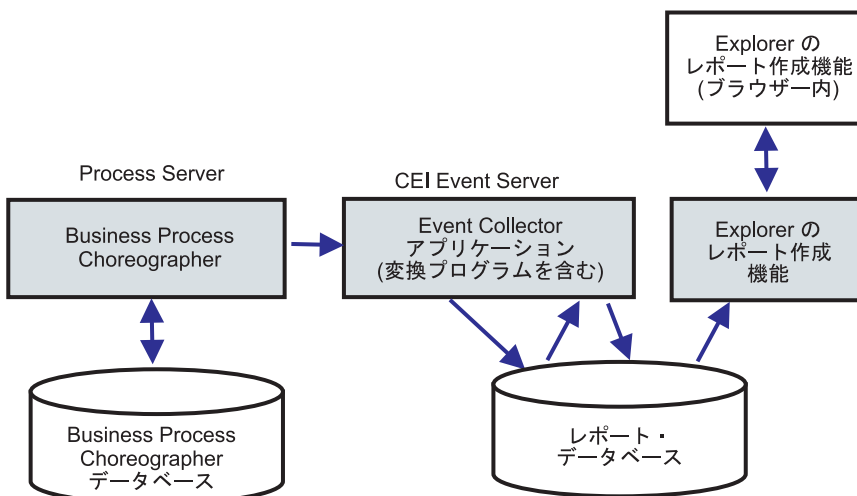 Explorer の
レポート作成機能
(ブラウザー内)
Process Server
CEI Event Server
Business Process
Choreographer
Event Collector
アプリケーション
(変換プログラムを含む)
Explorer の
レポート作成
機能
Business Process
Choreographer
データベース
レポート・
データベース